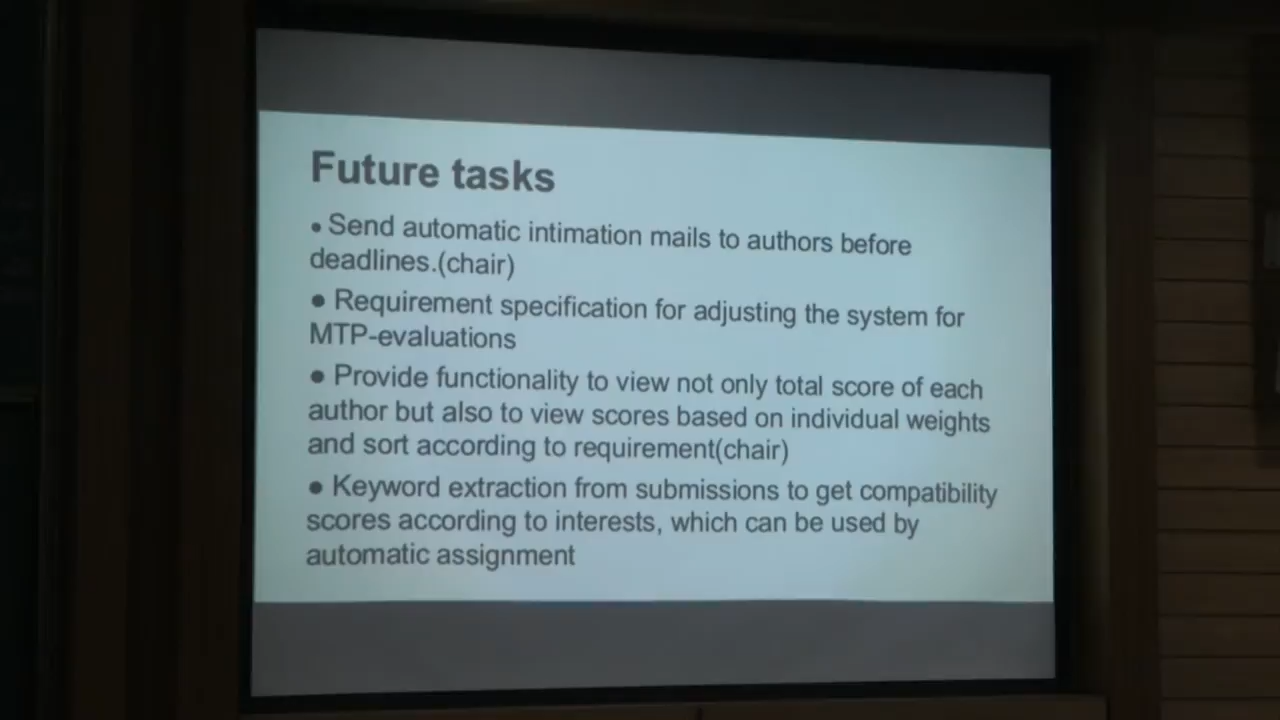 Future tasks
• Send automatic intimation mails to authors before
deadlines.(chair)
• Requirement specification for adjusting the system for
MTP-evaluations
• Provide functionality to view not only total score of each
author but also to view scores based on individual weights
and sort according to requirement(chair)
• Keyword extraction from submissions to get compatibility
scores according to interests, which can be used by
automatic assignment